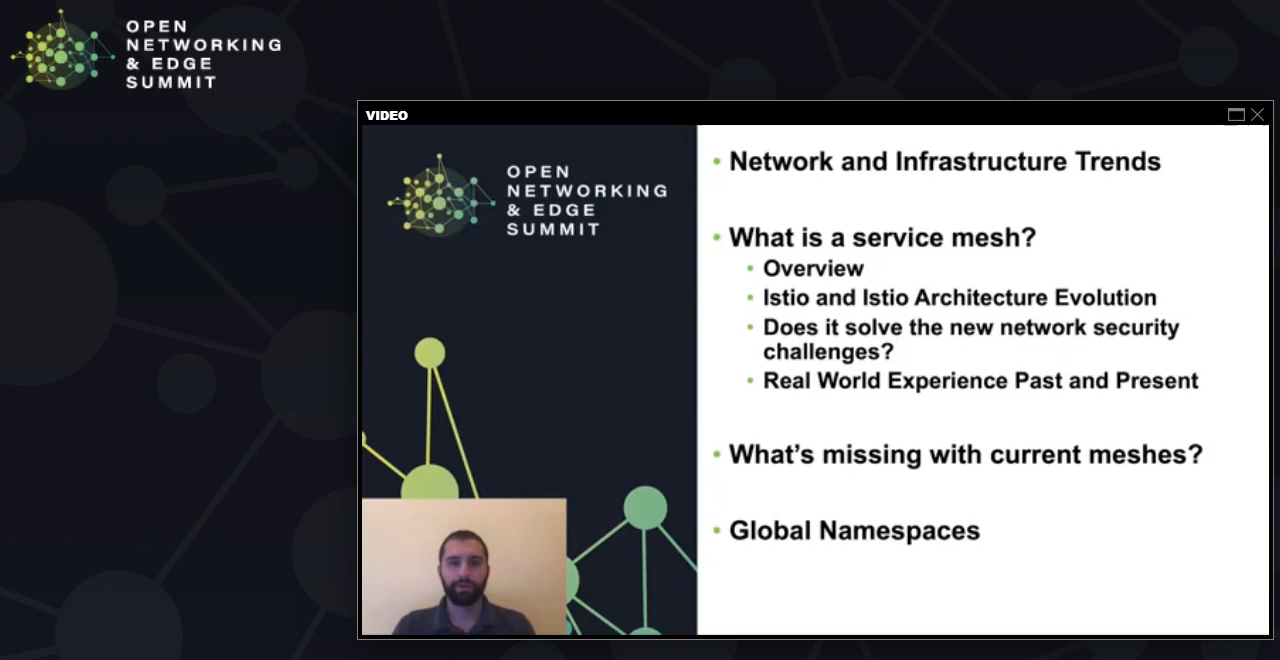 OPEN
NETWORKING
& EDGE
SUMMIT
VIDEO
OPEN
NETWORKING
& EDGE
SUMMIT
• Network and Infrastructure Trends
• What is a service mesh?
• Overview
• Istio and Istio Architecture Evolution
• Does it solve the new network security
challenges?
• Real World Experience Past and Present
• What’s missing with current meshes?
• Global Namespaces